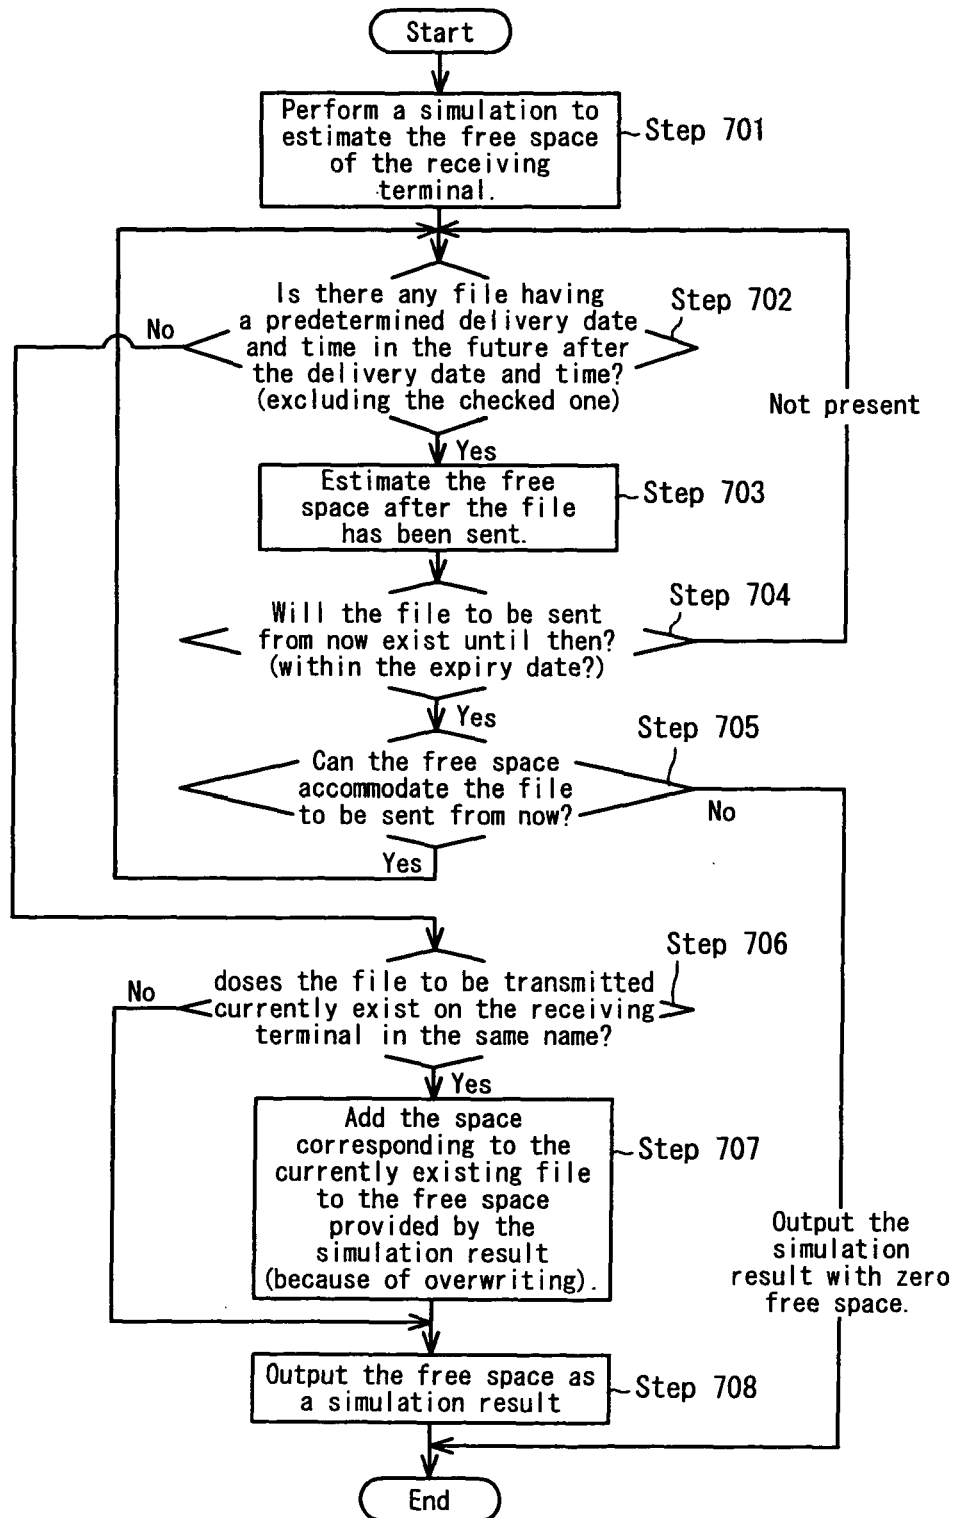 Start
Perform a simulation to
estimate the free space
of the receiving
terminal.
Step 701
Is there any file having
a predetermined delivery date
and time in the future after
the delivery date and time?
(excluding the checked one)
Step 702
No
Not present
Yes
Estimate the free
space after the file
has been sent.
Step 703
Will the file to be sent
from now exist until then?
(within the expiry date?)
Step 704
Yes
Can the free space
accommodate the file
to be sent from now?
Step 705
No
Yes
doses the file to be transmitted
currently exist on the receiving
terminal in the same name?
Step 706
No
Yes
Add the space
corresponding to the
currently existing file
to the free space
provided by the
simulation result
(because of overwriting).
Step 707
Output the
simulation
result with zero
free space.
Output the free space as
a simulation result
Step 708
End